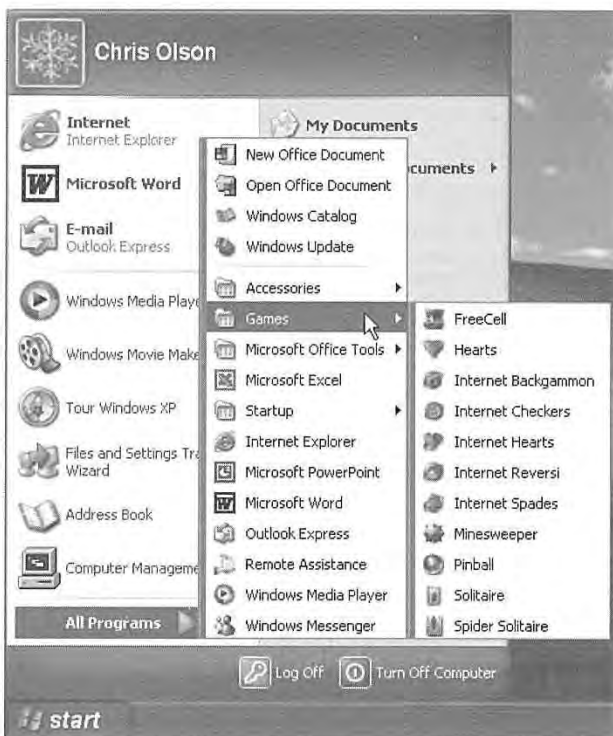 Chris Olson
Internet
Internet Explorer
Microsoft Word
E-mail
Outlook Express
Windows Media Playe
Windows Movie Make
Tour Windows XP
Files and Settings Tra
Wizard
Address Book
Computer Manageme
All Programs
My Documents
cuments
New Office Document
Open Office Document
Windows Catalog
Windows Update
Accessories
Games
Microsoft Office Tools
Microsoft Excel
Startup
Internet Explorer
Microsoft PowerPoint
Microsoft Word
Outlook Express
Remote Assistance
Windows Media Player
Windows Messenger
FreeCell
Hearts
Internet Backgammon
Internet Checkers
Internet Hearts
Internet Reversi
Internet Spades
Minesweeper
Pinball
Solitaire
Spider Solitaire
Log Off
Turn Off Computer
start